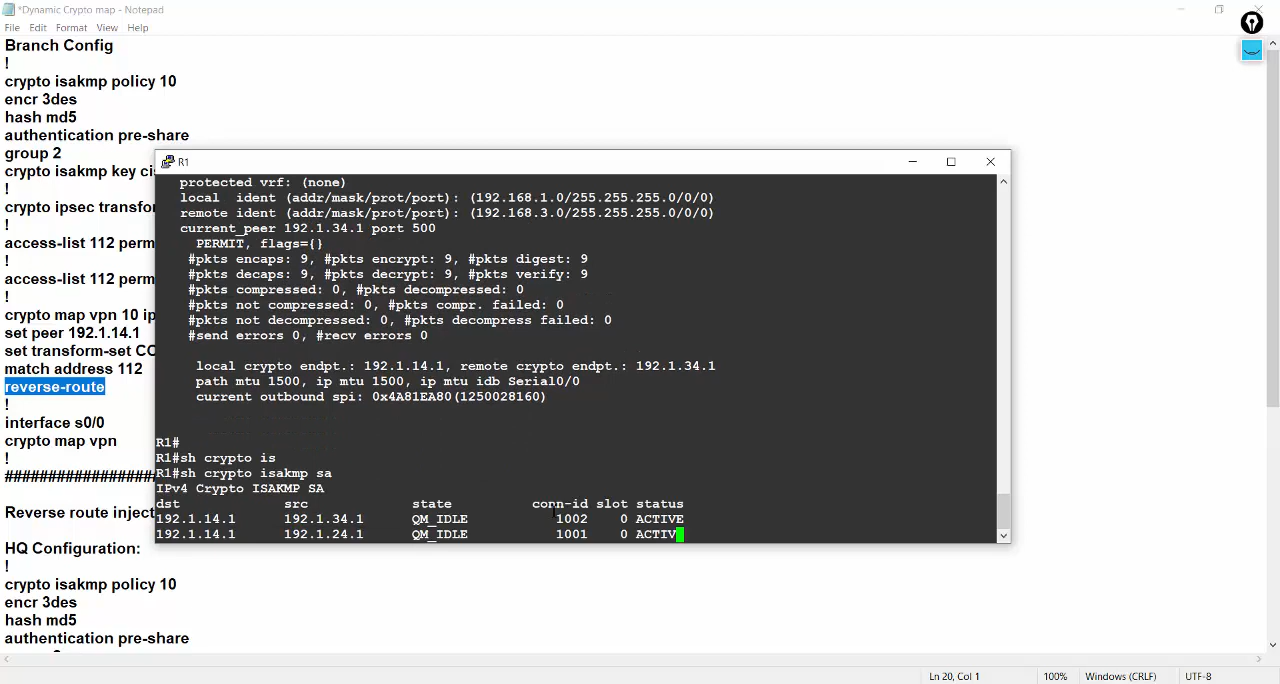 *Dynamic Crypto map - Notepad
File Edit Format View Help
Branch Config
!
crypto isakmp policy 10
encr 3des
hash md5
authentication pre-share
group 2
crypto isakmp key
!
crypto ipsec
!
access-list 112
!
access-list 112
!
crypto map vpn 10
set peer 192.1.14.1
set transform-set
match address 112
reverse-route
!
interface s0/0
crypto map vpn
!
###################
Reverse route
HQ Configuration:
!
crypto isakmp policy 10
encr 3des
hash md5
authentication pre-share
R1
protected vrf: (none)
local ident (addr/mask/prot/port): (192.168.1.0/255.255.255.0/0/0)
remote ident (addr/mask/prot/port): (192.168.3.0/255.255.255.0/0/0)
current_peer 192.1.34.1 port 500
PERMIT, flags={}
#pkts encaps: 9, #pkts encrypt: 9, #pkts digest: 9
#pkts decaps: 9, #pkts decrypt: 9, #pkts verify: 9
#pkts compressed: 0, #pkts decompressed: 0
#pkts not compressed: 0, #pkts compr. failed: 0
#pkts not decompressed: 0, #pkts decompress failed: 0
#send errors 0, #recv errors 0
local crypto endpt.: 192.1.14.1, remote crypto endpt.: 192.1.34.1
path mtu 1500, ip mtu 1500, ip mtu idb Serial0/0
current outbound spi: 0x4A81EA80(1250028160)
R1#
R1#sh crypto is
R1#sh crypto isakmp sa
IPv4 Crypto ISAKMP SA
dst src state conn-id slot status
192.1.14.1 192.1.34.1 QM_IDLE 1002 0 ACTIVE
192.1.14.1 192.1.24.1 QM_IDLE 1001 0 ACTIV
Ln 20, Col 1 100% Windows (CRLF) UTF-8